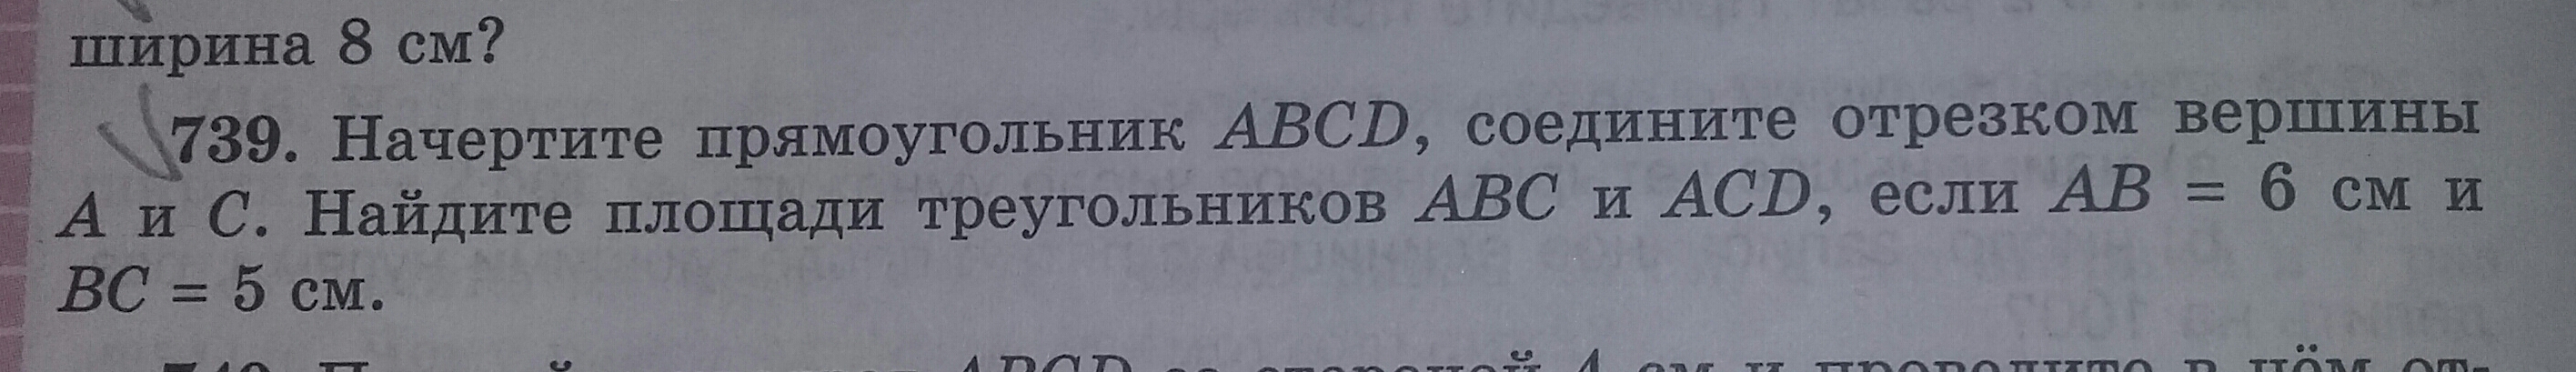 ширина 8 см?
739. Начертите прямоугольник ABCD, соедините отрезком вершины
A и C. Найдите площади треугольников ABC и ACD, если AB = 6 см и
BC = 5 см.